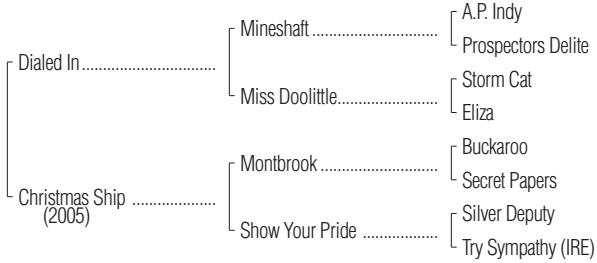 A.P. Indy
Mineshaft ........................
Prospectors Delite
Dialed In ................................
Storm Cat
Miss Doolittle........................
Eliza
Buckaroo
Montbrook ............................
Secret Papers
Christmas Ship ....................
(2005)
Silver Deputy
Show Your Pride ..................
Try Sympathy (IRE)